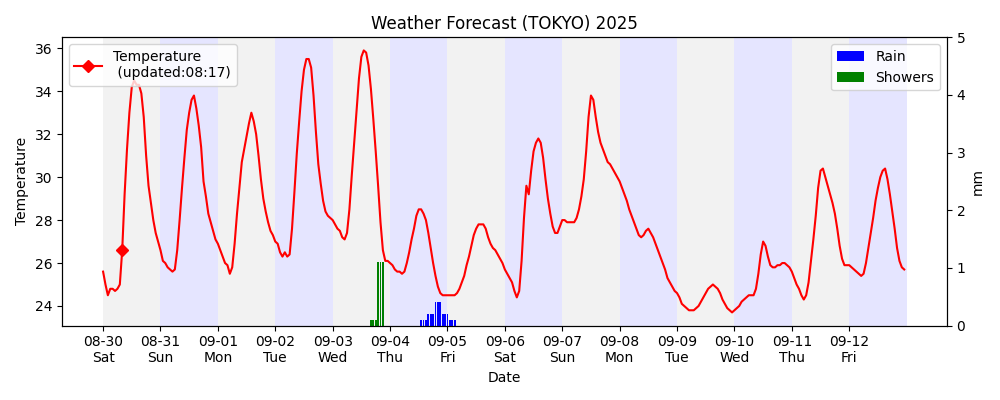 Weather Forecast (TOKYO) 2025
Temperature
(updated:08:17)
Rain
Showers
36
34
32
30
28
26
24
Temperature
5
4
3
2
1
0
mm
08-30 08-31 09-01 09-02 09-03 09-04 09-05 09-06 09-07 09-08 09-09 09-10 09-11 09-12
Sat Sun Mon Tue Wed Thu Fri Sat Sun Mon Tue Wed Thu Fri
Date